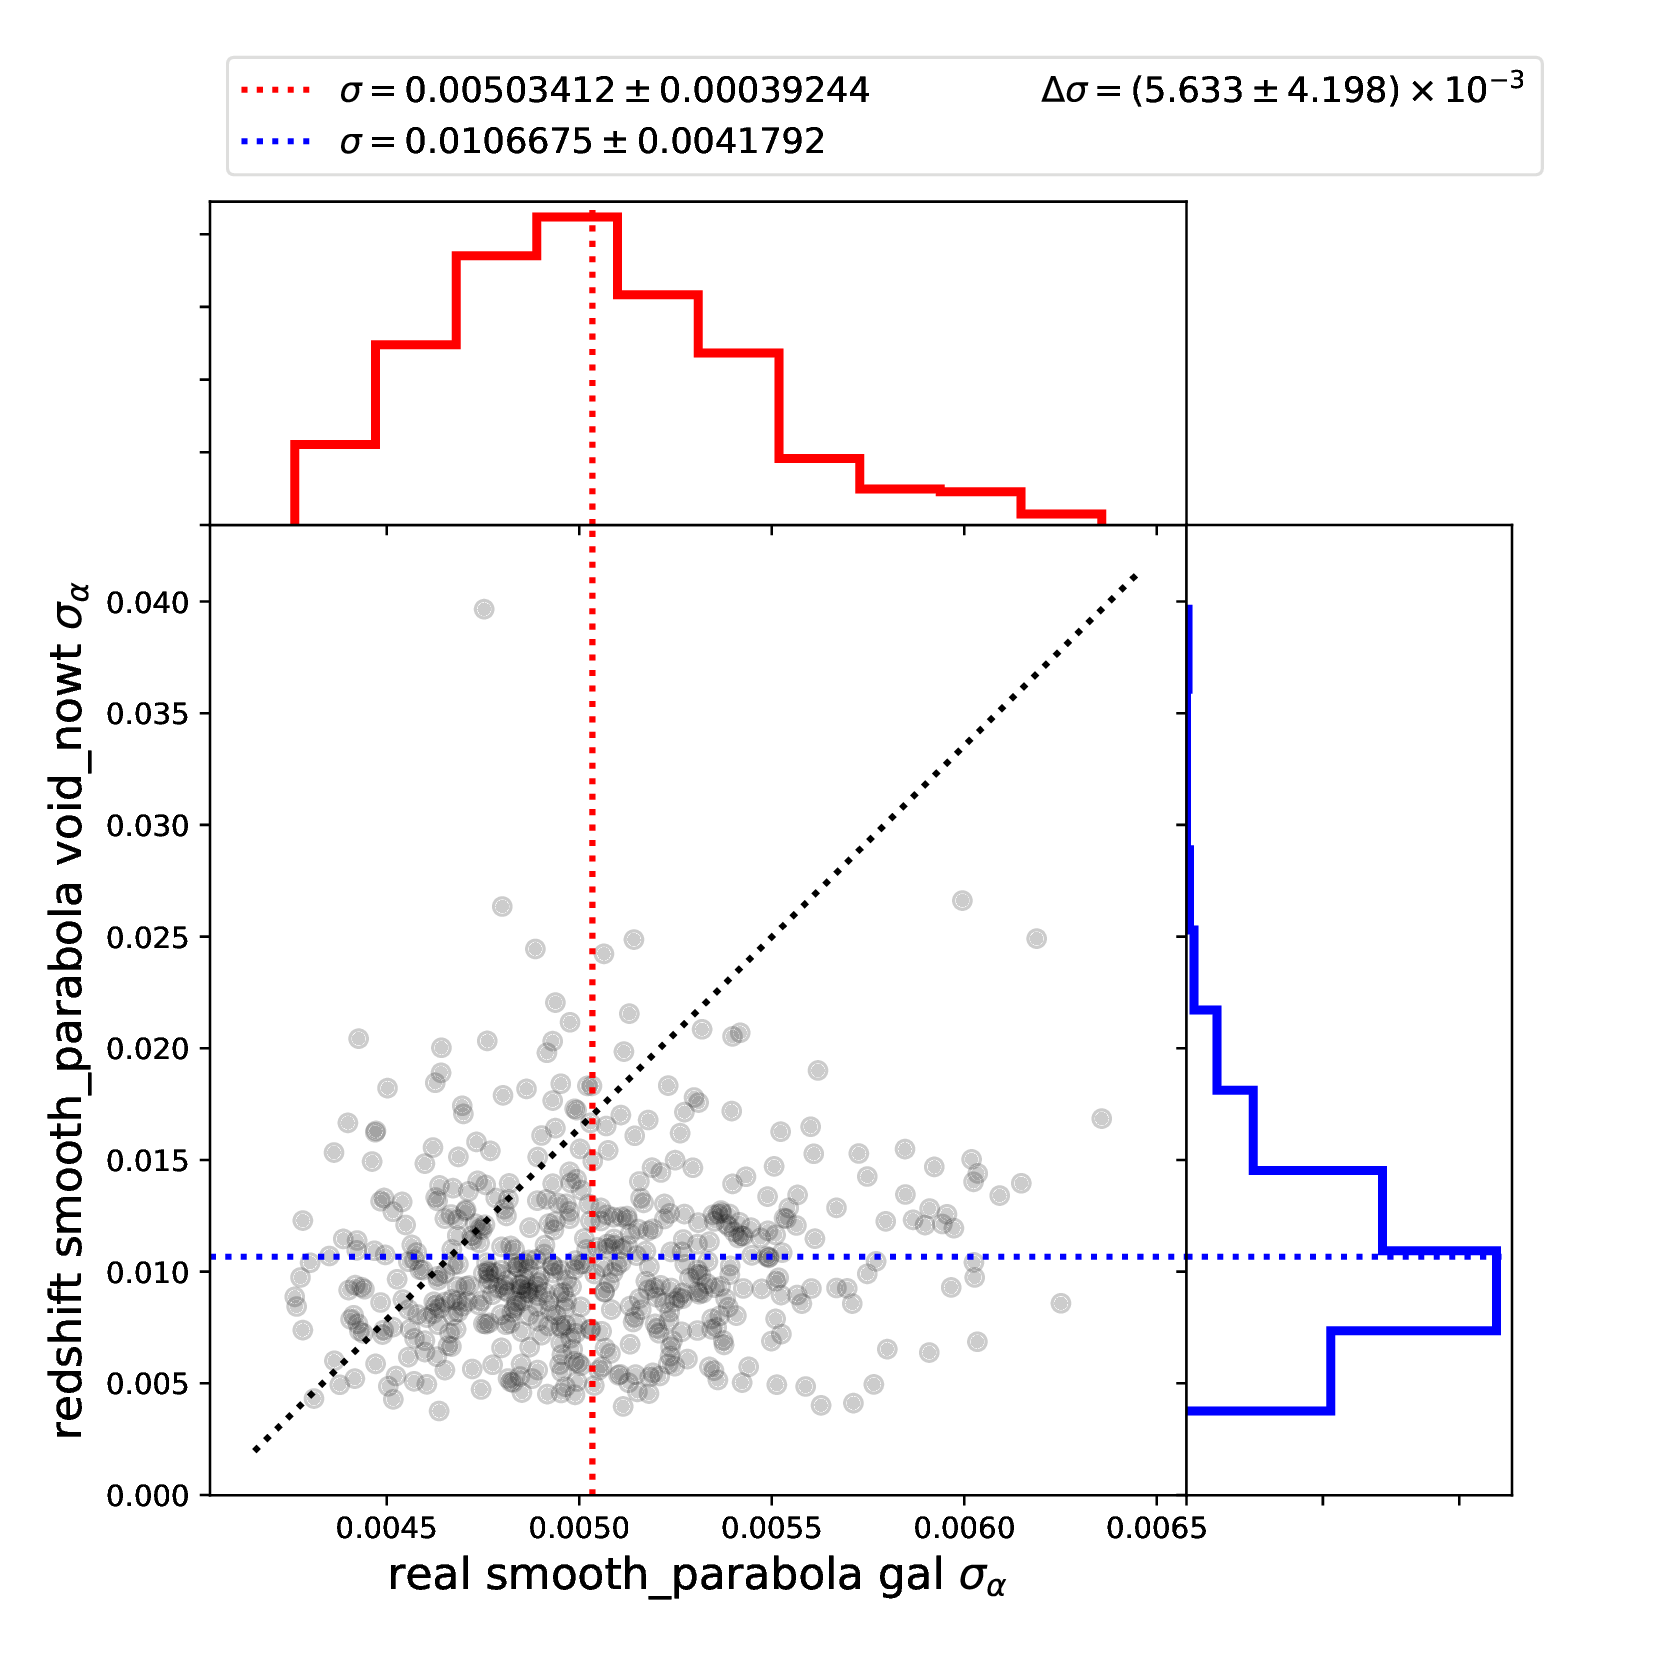 σ = 0.00503412 ± 0.00039244
Δσ = (5.633 ± 4.198) × 10⁻³
σ = 0.0106675 ± 0.0041792
0.040
0.035
0.030
0.025
0.020
0.015
0.010
0.005
0.000
redshift smooth_parabola void_nowt σ_α
0.0045
0.0050
0.0055
0.0060
0.0065
real smooth_parabola gal σ_α